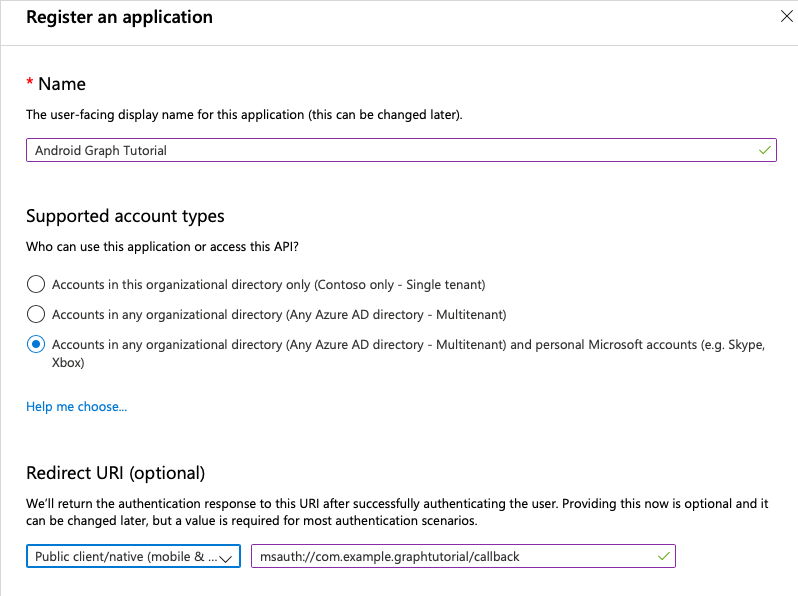 Register an application
* Name
The user-facing display name for this application (this can be changed later).
Android Graph Tutorial
Supported account types
Who can use this application or access this API?
Accounts in this organizational directory only (Contoso only - Single tenant)
Accounts in any organizational directory (Any Azure AD directory - Multitenant)
Accounts in any organizational directory (Any Azure AD directory - Multitenant) and personal Microsoft accounts (e.g. Skype,
Xbox)
Help me choose...
Redirect URI (optional)
We'll return the authentication response to this URI after successfully authenticating the user. Providing this now is optional and it
can be changed later, but a value is required for most authentication scenarios.
Public client/native (mobile & ...
msauth://com.example.graphtutorial/callback